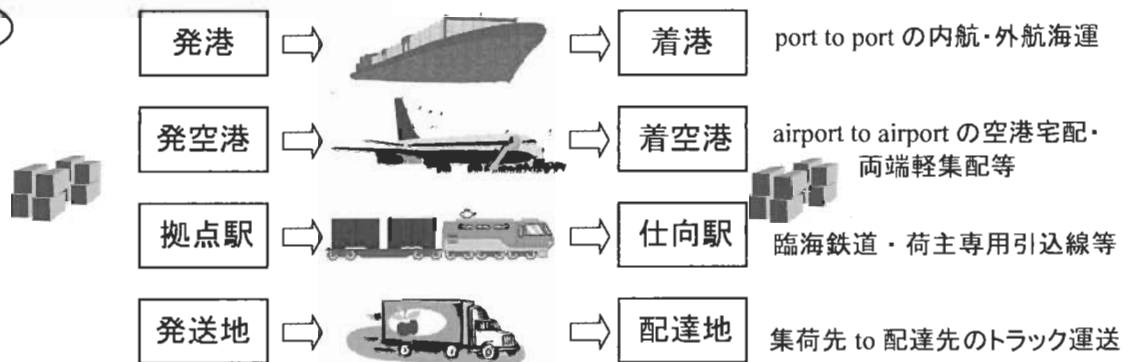 発港
着港
port to port の内航・外航海運
発空港
着空港
airport to airport の空港宅配・
両端軽集配等
拠点駅
仕向駅
臨海鉄道・荷主専用引込線等
発送地
配達地
集荷先 to 配達先のトラック運送